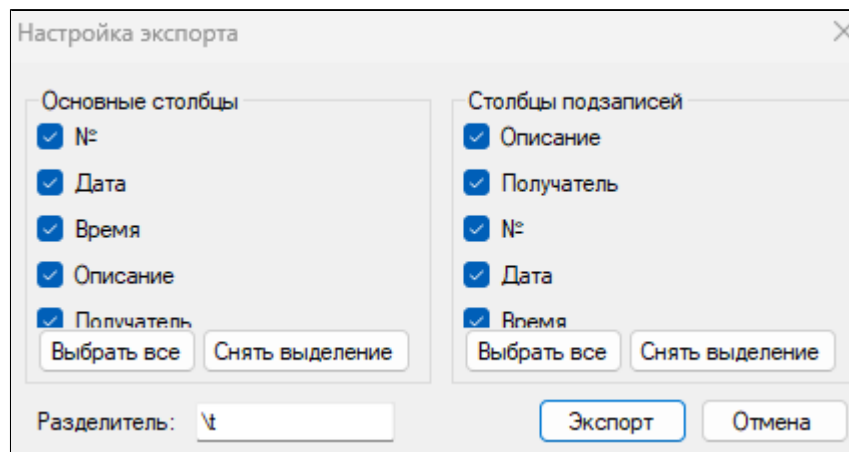 Настройка экспорта
Основные столбцы
№
Дата
Время
Описание
Получатель
Выбрать все
Снять выделение
Столбцы подзаписей
Описание
Получатель
№
Дата
Время
Выбрать все
Снять выделение
Разделитель: \t
Экспорт
Отмена